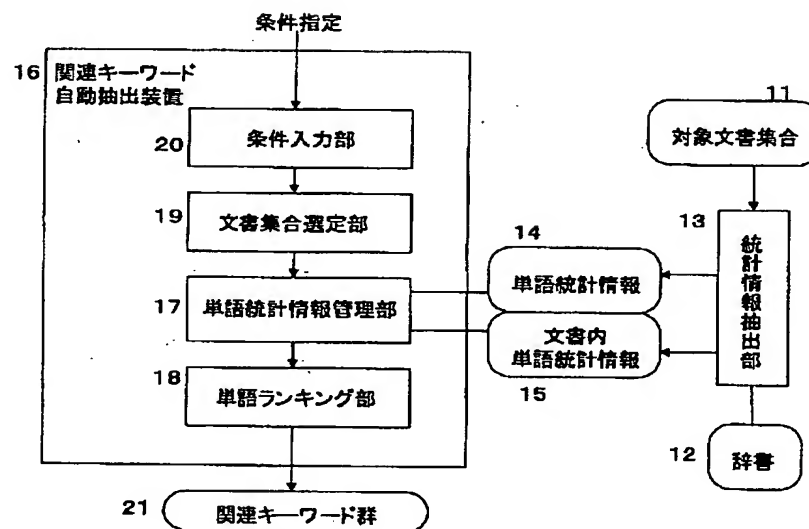 条件指定
16
関連キーワード
自動抽出装置
20
条件入力部
19
文書集合選定部
17
単語統計情報管理部
18
単語ランキング部
21
関連キーワード群
11
対象文書集合
13
統計情報抽出部
14
単語統計情報
文書内
単語統計情報
15
12
辞書